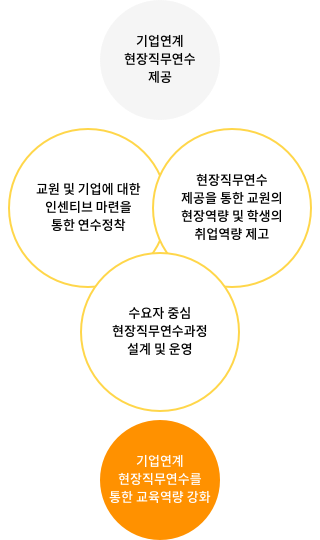 기업연계
현장직무연수
제공
교원 및 기업에 대한
인센티브 마련을
통한 연수정착
현장직무연수
제공을 통한 교원의
현장역량 및 학생의
취업역량 제고
수요자 중심
현장직무연수과정
설계 및 운영
기업연계
현장직무연수를
통한 교육역량 강화